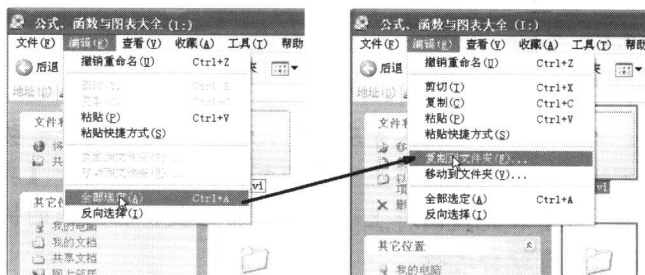 公式、函数与图表大全 (I:)
文件(F) 编辑(E) 查看(V) 收藏(A) 工具(T) 帮助
后退
撤销重命名(U) Ctrl+Z
粘贴(P) Ctrl+V
粘贴快捷方式(S)
全部选定(A) Ctrl+A
反向选择(I)
我的电脑
我的文档
共享文档
网上邻居
公式、函数与图表大全 (I:)
文件(F) 编辑(E) 查看(V) 收藏(A) 工具(T) 帮助
后退
撤销重命名(U) Ctrl+Z
剪切(T) Ctrl+X
复制(C) Ctrl+C
粘贴(P) Ctrl+V
粘贴快捷方式(S)
复制到文件夹(F)...
移动到文件夹(V)...
全部选定(A) Ctrl+A
反向选择(I)
其它位置
我的电脑